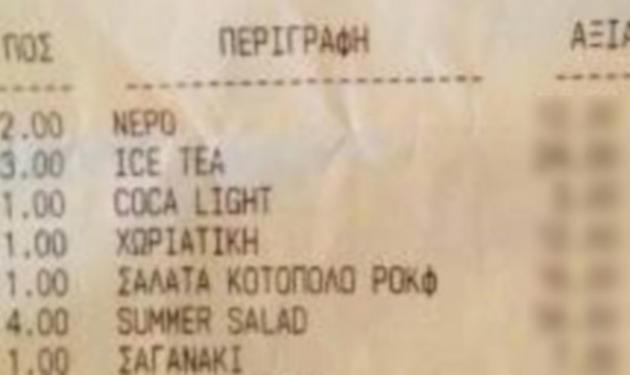 ΠΟΣ ΠΕΡΙΓΡΑΦΗ ΑΞΙΑ
2.00 ΝΕΡΟ
3.00 ICE TEA
1.00 COCA LIGHT
1.00 ΧΩΡΙΑΤΙΚΗ
1.00 ΣΑΛΑΤΑ ΚΟΤΟΠΟΛΟ ΡΟΚΦ
4.00 SUMMER SALAD
1.00 ΣΑΓΑΝΑΚΙ